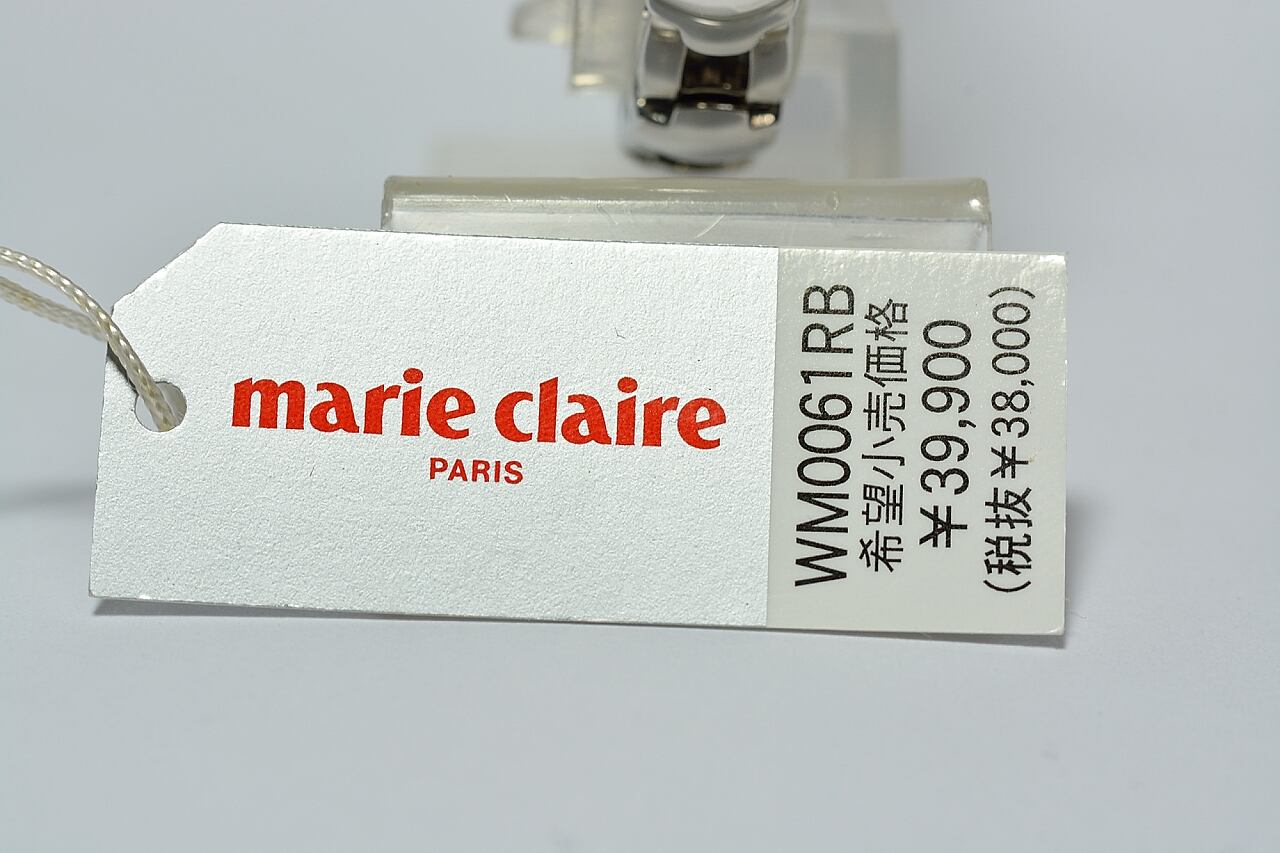 marie claire
PARIS
WM0061RB
希望小売価格
￥39,900
(税抜￥38,000)